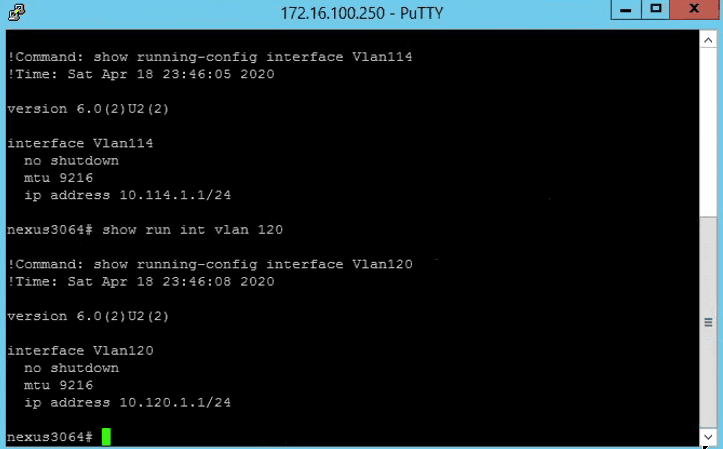 172.16.100.250 - PuTTY
!Command: show running-config interface Vlan114
!Time: Sat Apr 18 23:46:05 2020
version 6.0(2)U2(2)
interface Vlan114
  no shutdown
  mtu 9216
  ip address 10.114.1.1/24
nexus3064# show run int vlan 120
!Command: show running-config interface Vlan120
!Time: Sat Apr 18 23:46:08 2020
version 6.0(2)U2(2)
interface Vlan120
  no shutdown
  mtu 9216
  ip address 10.120.1.1/24
nexus3064#